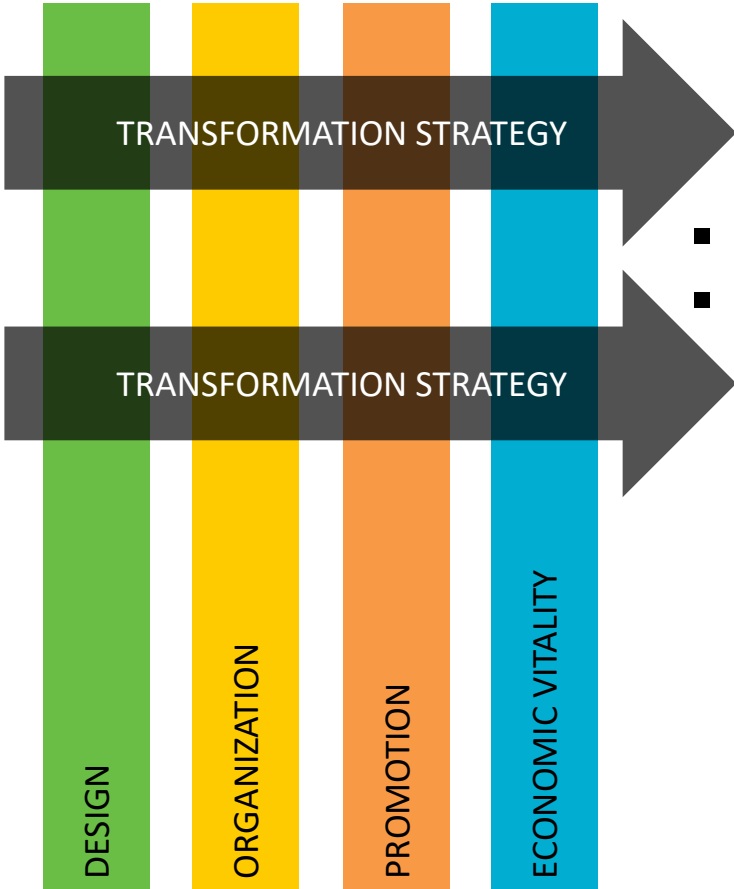 TRANSFORMATION STRATEGY
TRANSFORMATION STRATEGY
DESIGN
ORGANIZATION
PROMOTION
ECONOMIC VITALITY